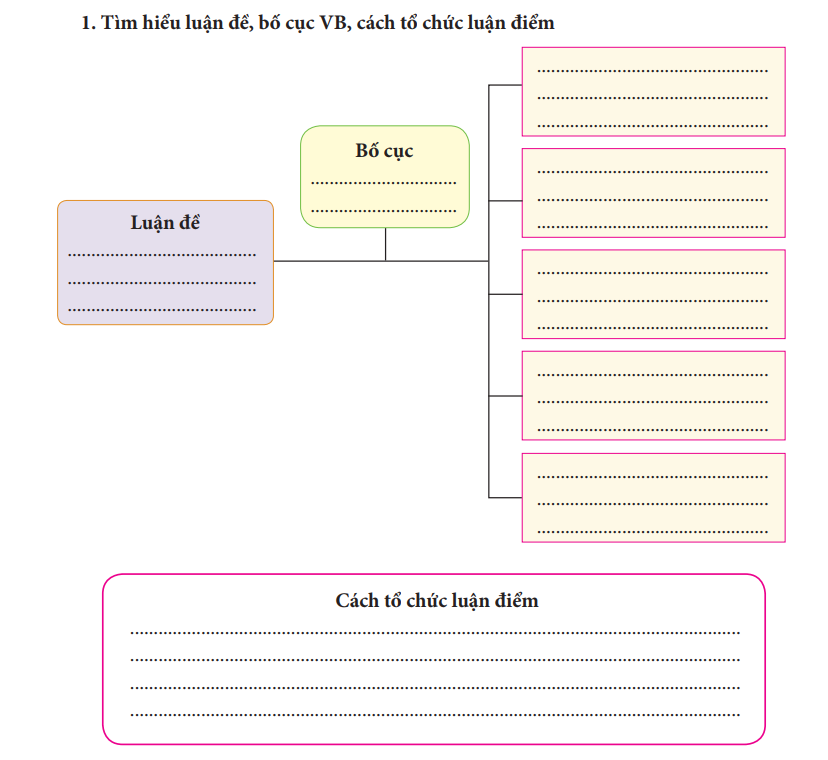 1. Tìm hiểu luận đề, bố cục VB, cách tổ chức luận điểm
Bố cục
Luận đề
Cách tổ chức luận điểm